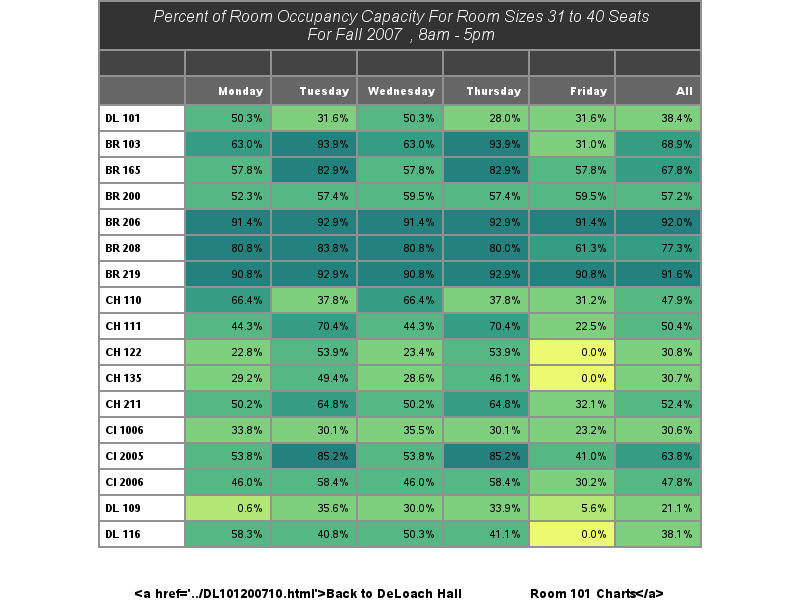 Percent of Room Occupancy Capacity For Room Sizes 31 to 40 Seats
For Fall 2007 , 8am - 5pm
Monday Tuesday Wednesday Thursday Friday All
DL 101 50.3% 31.6% 50.3% 28.0% 31.6% 38.4%
BR 103 63.0% 93.9% 63.0% 93.9% 31.0% 68.9%
BR 165 57.8% 82.9% 57.8% 82.9% 57.8% 67.8%
BR 200 52.3% 57.4% 59.5% 57.4% 59.5% 57.2%
BR 206 91.4% 92.9% 91.4% 92.9% 91.4% 92.0%
BR 208 80.8% 83.8% 80.8% 80.0% 61.3% 77.3%
BR 219 90.8% 92.9% 90.8% 92.9% 90.8% 91.6%
CH 110 66.4% 37.8% 66.4% 37.8% 31.2% 47.9%
CH 111 44.3% 70.4% 44.3% 70.4% 22.5% 50.4%
CH 122 22.8% 53.9% 23.4% 53.9% 0.0% 30.8%
CH 135 29.2% 49.4% 28.6% 46.1% 0.0% 30.7%
CH 211 50.2% 64.8% 50.2% 64.8% 32.1% 52.4%
CI 1006 33.8% 30.1% 35.5% 30.1% 23.2% 30.6%
CI 2005 53.8% 85.2% 53.8% 85.2% 41.0% 63.8%
CI 2006 46.0% 58.4% 46.0% 58.4% 30.2% 47.8%
DL 109 0.6% 35.6% 30.0% 33.9% 5.6% 21.1%
DL 116 58.3% 40.8% 50.3% 41.1% 0.0% 38.1%
<a href='../DL101200710.html'>Back to DeLoach Hall Room 101 Charts</a>